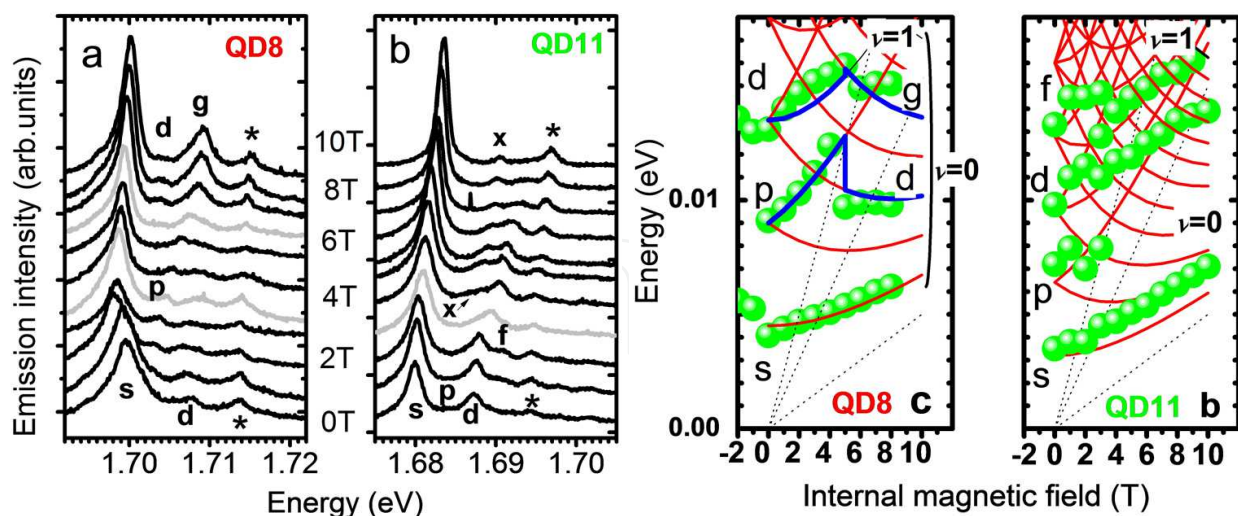 a
QD8
d
g
*
p
s
d
*
Emission intensity (arb.units)
1.70
1.71
1.72
10T
8T
6T
4T
2T
0T
b
QD11
x
*
x
f
s
p
d
*
1.68
1.69
1.70
Energy (eV)
ν=1
d
g
p
d
ν=0
s
QD8
c
0.01
0.00
Energy (eV)
-2 0 2 4 6 8 10
ν=1
f
d
ν=0
p
s
QD11
b
-2 0 2 4 6 8 10
Internal magnetic field (T)